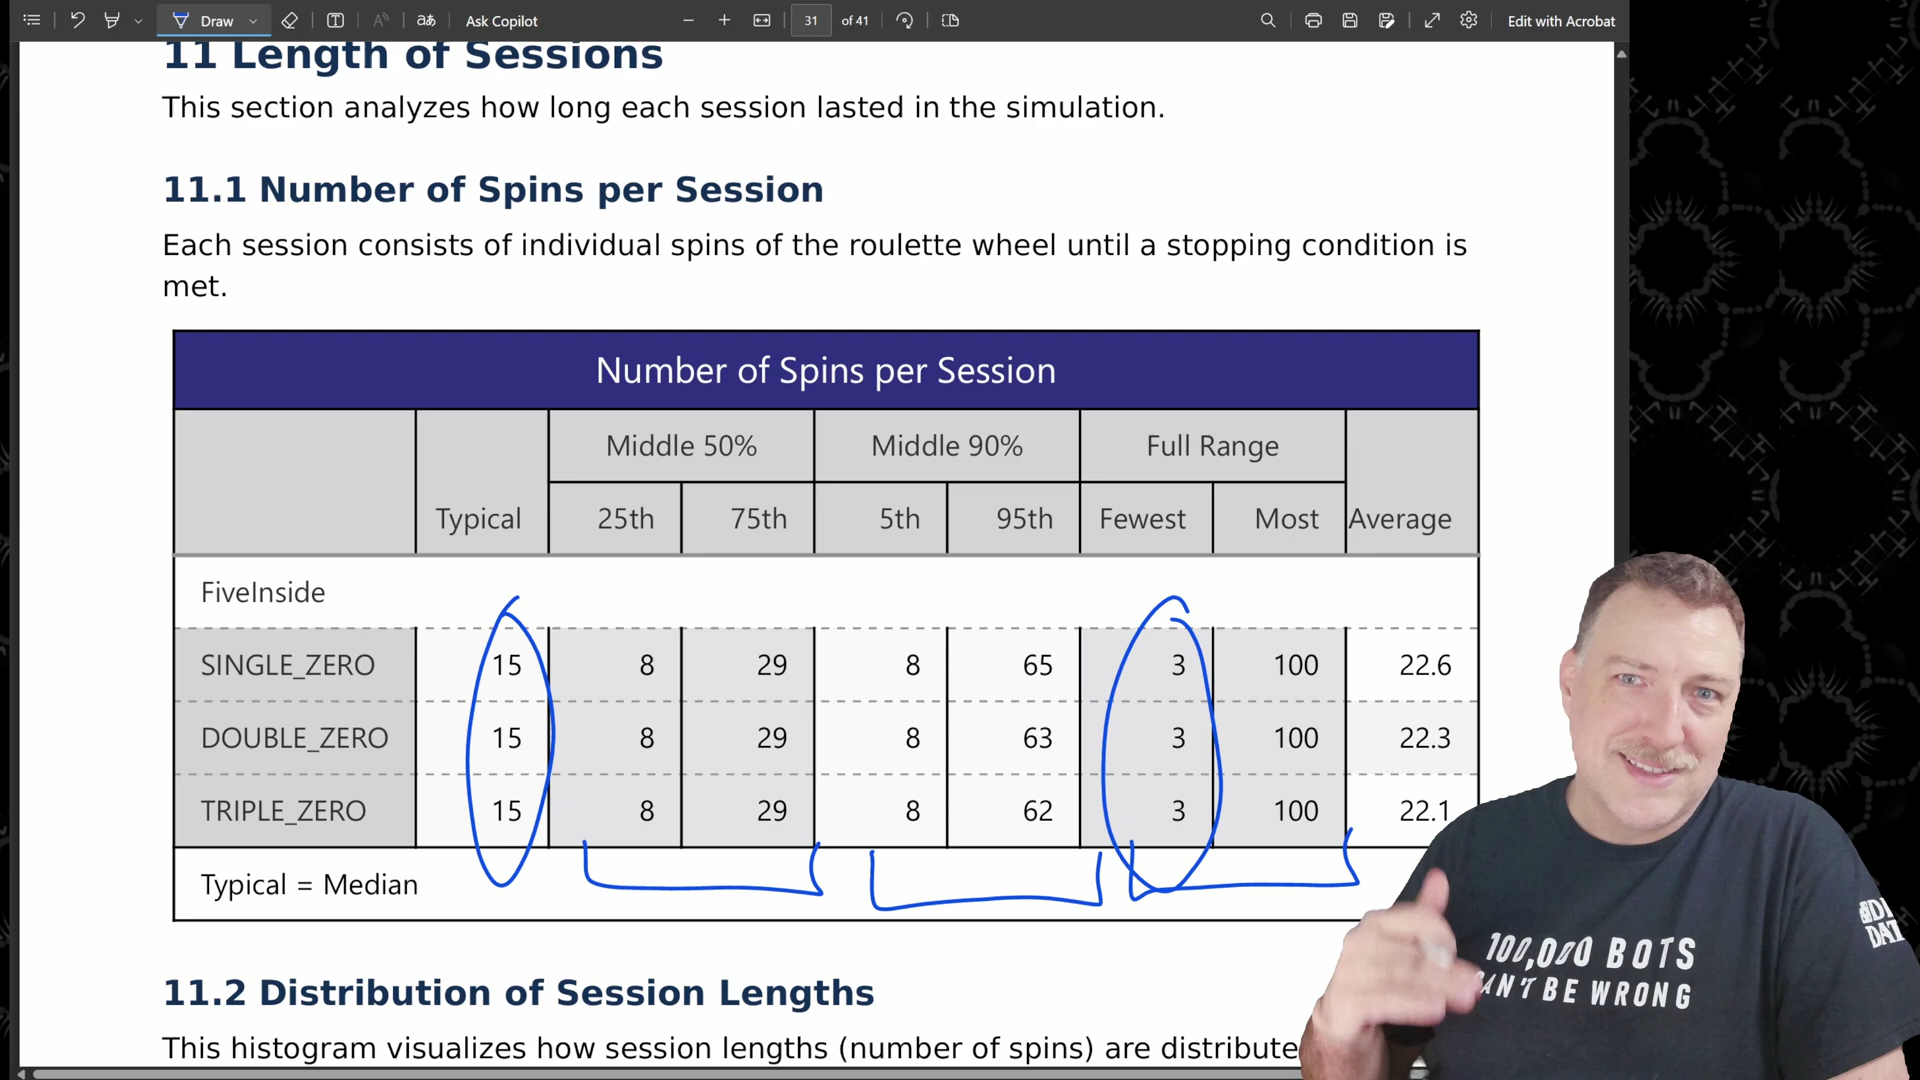 Draw
Ask Copilot
31
of 41
Edit with Acrobat
11 Length of Sessions
This section analyzes how long each session lasted in the simulation.
11.1 Number of Spins per Session
Each session consists of individual spins of the roulette wheel until a stopping condition is
met.
Number of Spins per Session
Middle 50% Middle 90% Full Range
Typical 25th 75th 5th 95th Fewest Most Average
FiveInside
SINGLE_ZERO 15 8 29 8 65 3 100 22.6
DOUBLE_ZERO 15 8 29 8 63 3 100 22.3
TRIPLE_ZERO 15 8 29 8 62 3 100 22.1
Typical = Median
11.2 Distribution of Session Lengths
This histogram visualizes how session lengths (number of spins) are distribute
100,000 BOTS
CAN'T BE WRONG